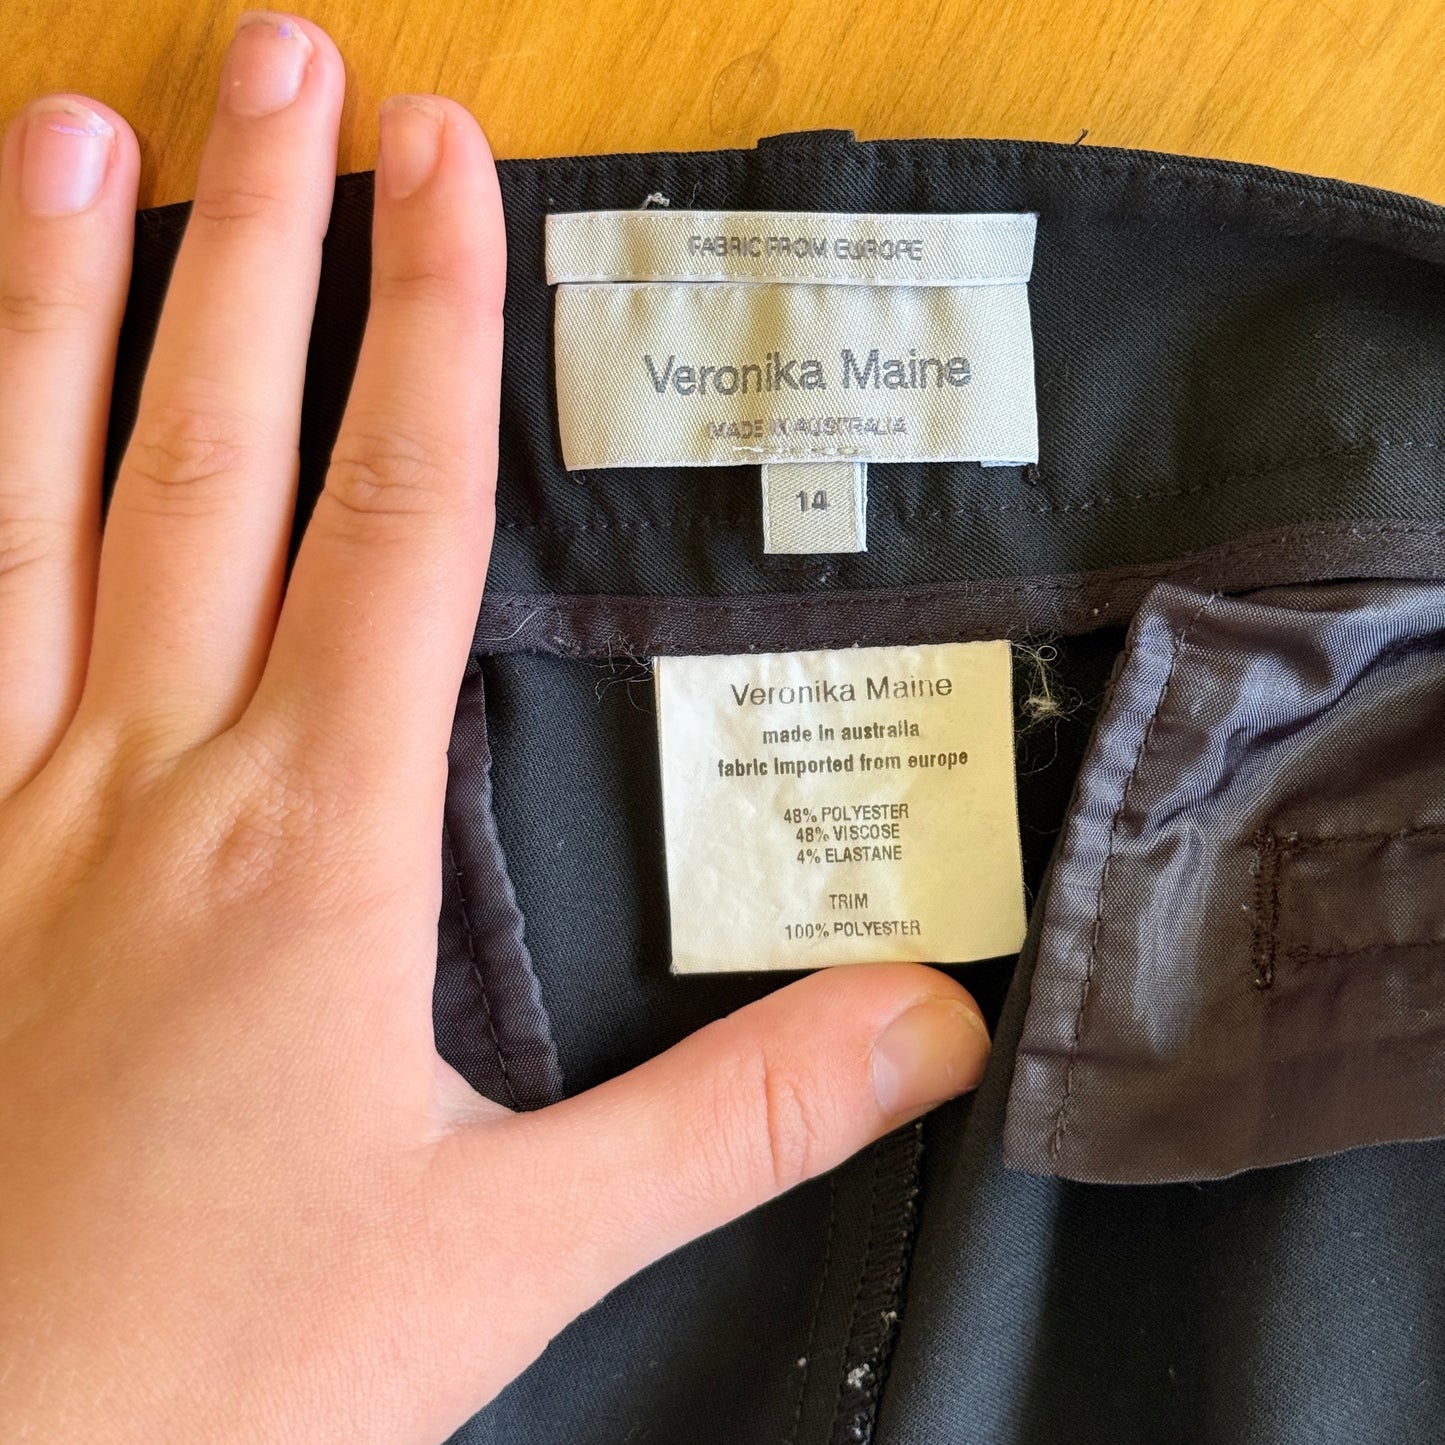 FABRIC FROM EUROPE
Veronika Maine
MADE IN AUSTRALIA
14
Veronika Maine
made in australia
fabric imported from europe
48% POLYESTER
48% VISCOSE
4% ELASTANE
TRIM
100% POLYESTER